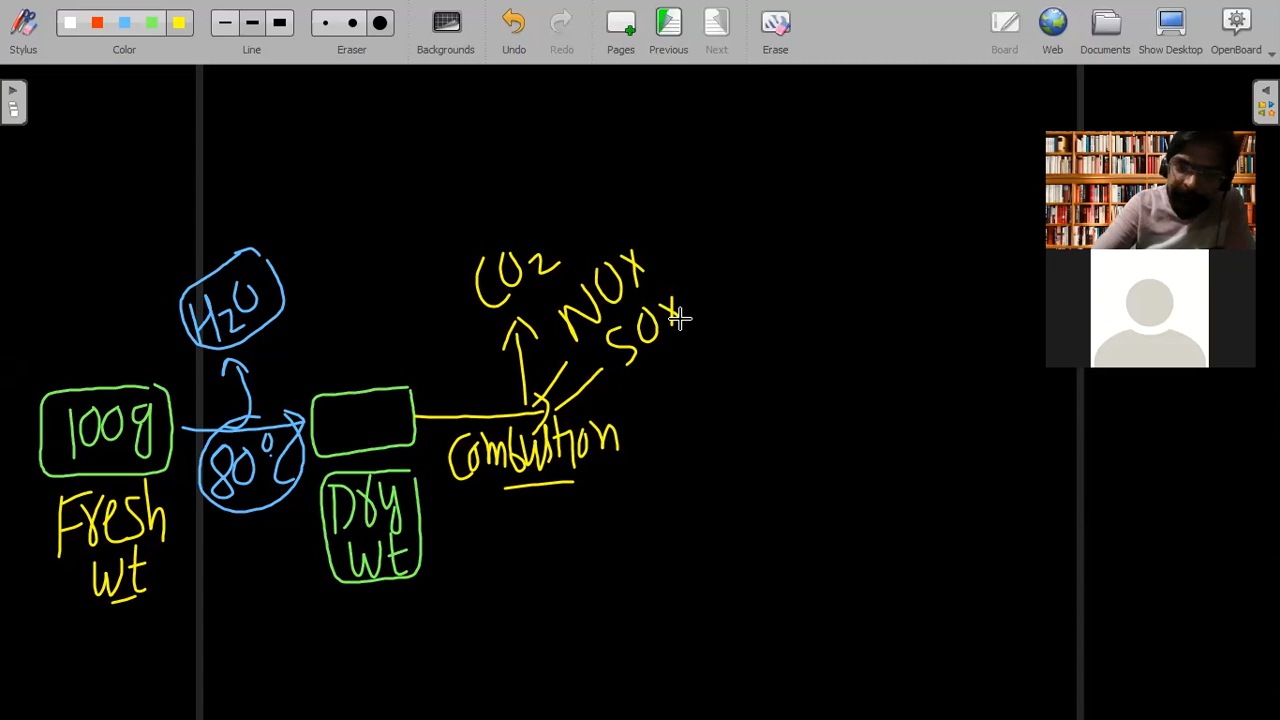 Stylus
Color
Line
Eraser
Backgrounds
Undo
Redo
Pages
Previous
Next
Erase
Board
Web
Documents
Show Desktop
OpenBoard
H2O
CO2
NOX
SOX
100g
80°C
Combustion
Fresh
wt
Dry
Wt